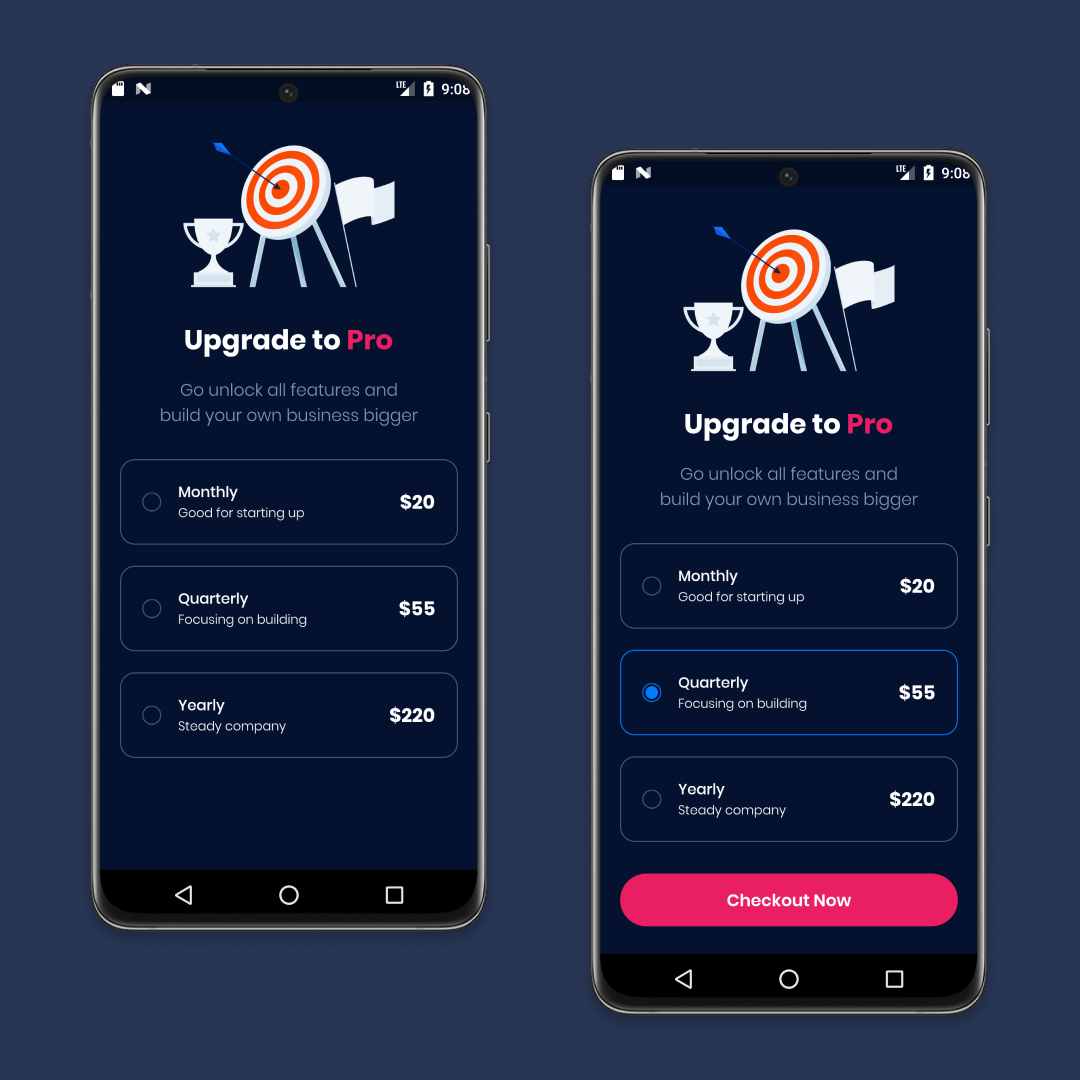 LTE 9:08
Upgrade to Pro
Go unlock all features and
build your own business bigger
Monthly
Good for starting up
$20
Quarterly
Focusing on building
$55
Yearly
Steady company
$220
LTE 9:08
Upgrade to Pro
Go unlock all features and
build your own business bigger
Monthly
Good for starting up
$20
Quarterly
Focusing on building
$55
Yearly
Steady company
$220
Checkout Now